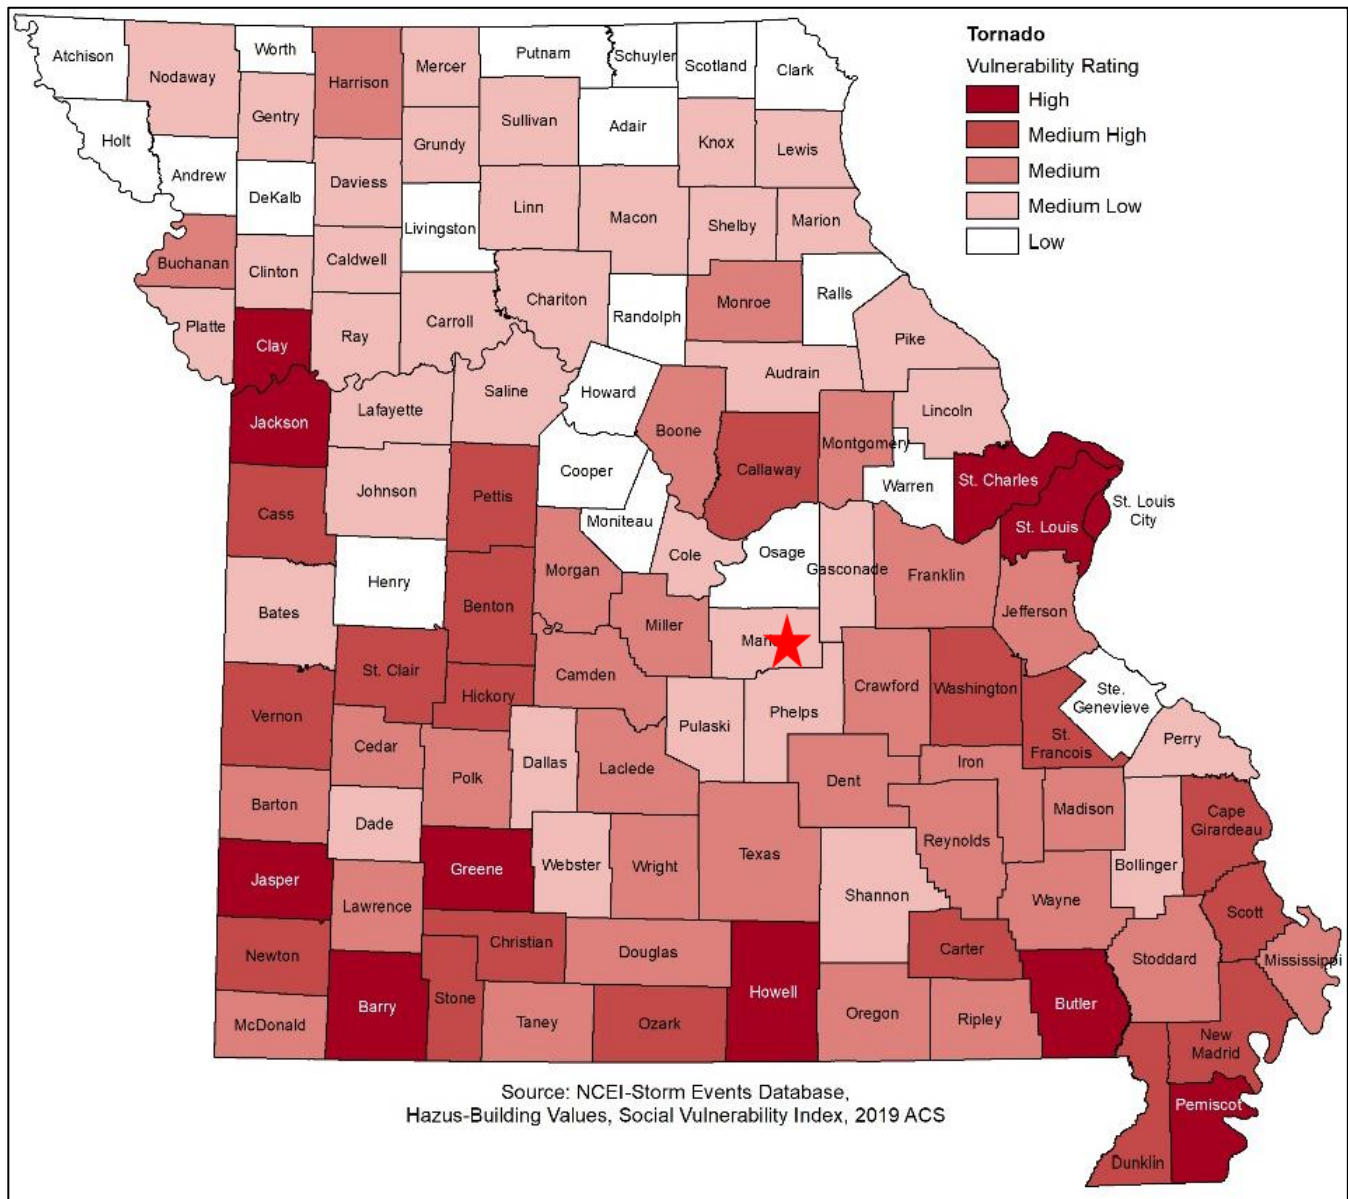 Tornado
Vulnerability Rating
High
Medium High
Medium
Medium Low
Low
Atchison
Worth
Putnam
Schuyler
Scotland
Clark
Nodaway
Harrison
Mercer
Gentry
Sullivan
Adair
Holt
Grundy
Knox
Lewis
Andrew
DeKalb
Daviess
Linn
Macon
Shelby
Marion
Livingston
Buchanan
Clinton
Caldwell
Chariton
Randolph
Monroe
Ralls
Platte
Clay
Ray
Carroll
Pike
Audrain
Saline
Howard
Lafayette
Jackson
Lincoln
Boone
Montgomery
Callaway
Cooper
Johnson
Pettis
Warren
St. Charles
St. Louis
St. Louis
City
Cass
Moniteau
Cole
Osage
Gasconade
Franklin
Henry
Morgan
Bates
Benton
Miller
Mari
Jefferson
St. Clair
Camden
Crawford
Washington
Hickory
Ste.
Genevieve
Vernon
Pulaski
Phelps
St.
Francois
Perry
Cedar
Polk
Dallas
Laclede
Dent
Iron
Barton
Dade
Madison
Cape
Girardeau
Reynolds
Jasper
Greene
Webster
Wright
Texas
Bollinger
Shannon
Lawrence
Wayne
Scott
Christian
Newton
Douglas
Carter
Stoddard
Mississippi
Barry
Stone
Howell
Butler
McDonald
Taney
Ozark
Oregon
Ripley
New
Madrid
Pemiscot
Dunklin
Source: NCEI-Storm Events Database,
Hazus-Building Values, Social Vulnerability Index, 2019 ACS